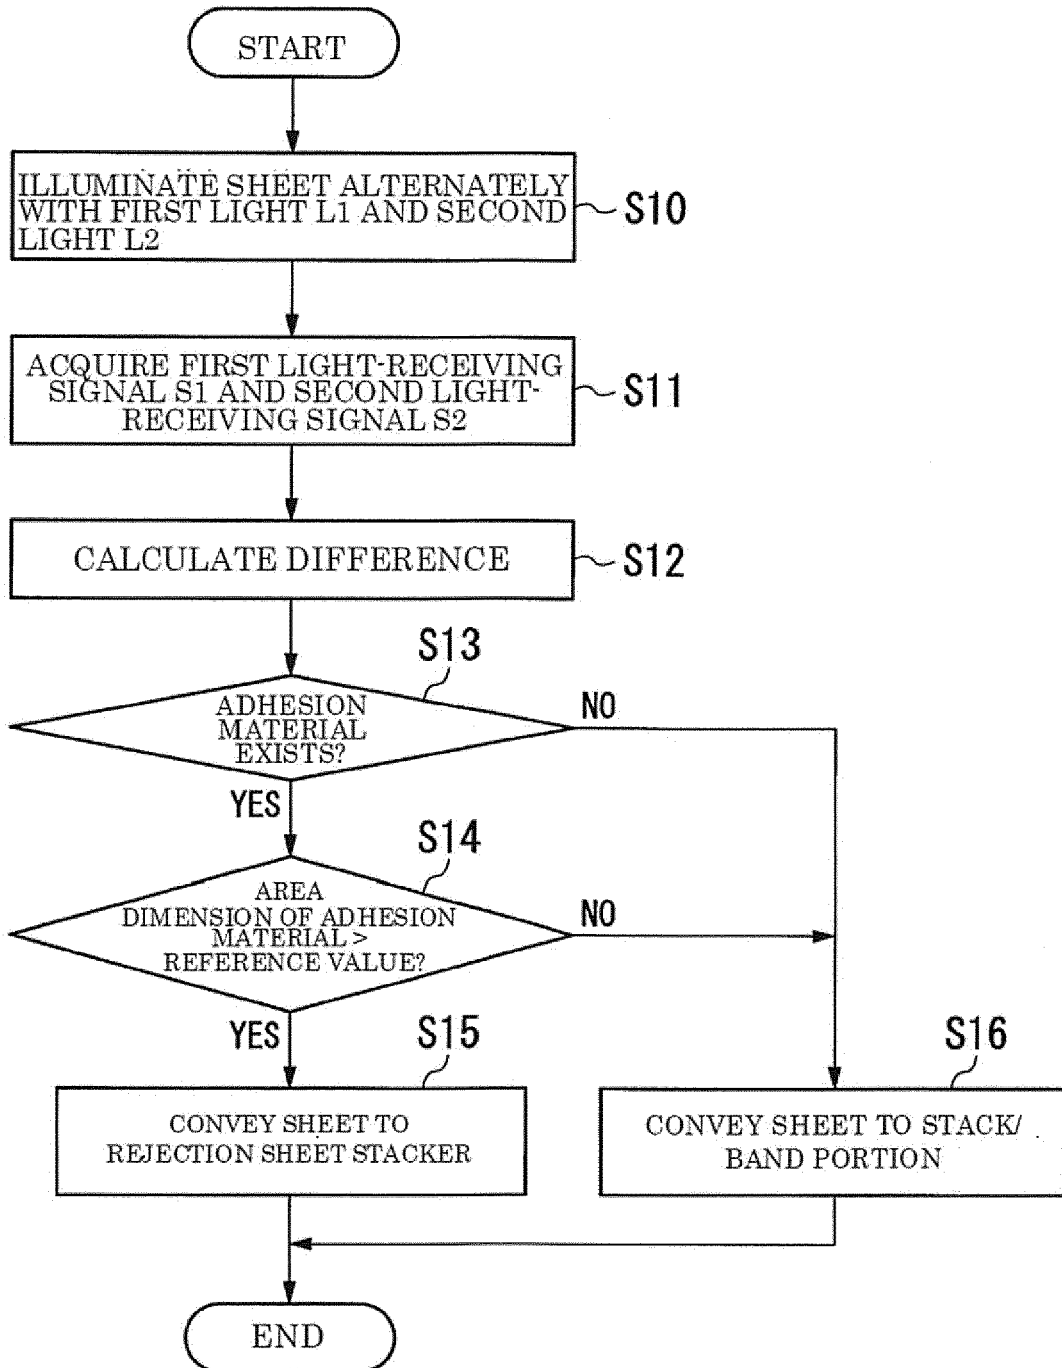 START
ILLUMINATE SHEET ALTERNATELY
WITH FIRST LIGHT L1 AND SECOND
LIGHT L2
S10
ACQUIRE FIRST LIGHT-RECEIVING
SIGNAL S1 AND SECOND LIGHT-
RECEIVING SIGNAL S2
S11
CALCULATE DIFFERENCE
S12
S13
ADHESION
MATERIAL
EXISTS?
NO
YES
S14
AREA
DIMENSION OF ADHESION
MATERIAL >
REFERENCE VALUE?
NO
YES
S15
CONVEY SHEET TO
REJECTION SHEET STACKER
S16
CONVEY SHEET TO STACK/
BAND PORTION
END